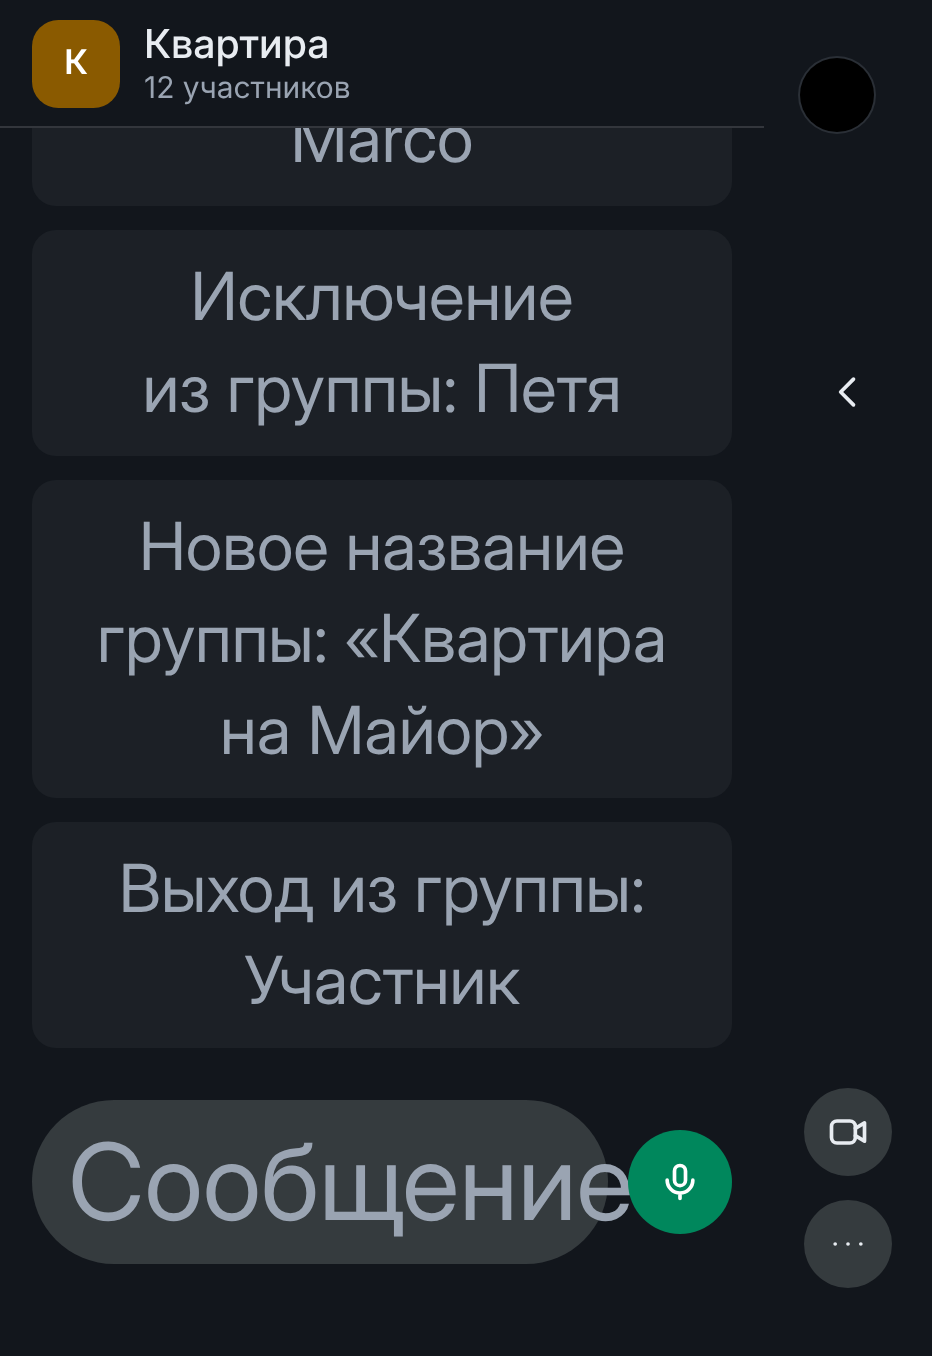 К
Квартира
12 участников
Marco
Исключение
из группы: Петя
Новое название
группы: «Квартира
на Майор»
Выход из группы:
Участник
Сообщение